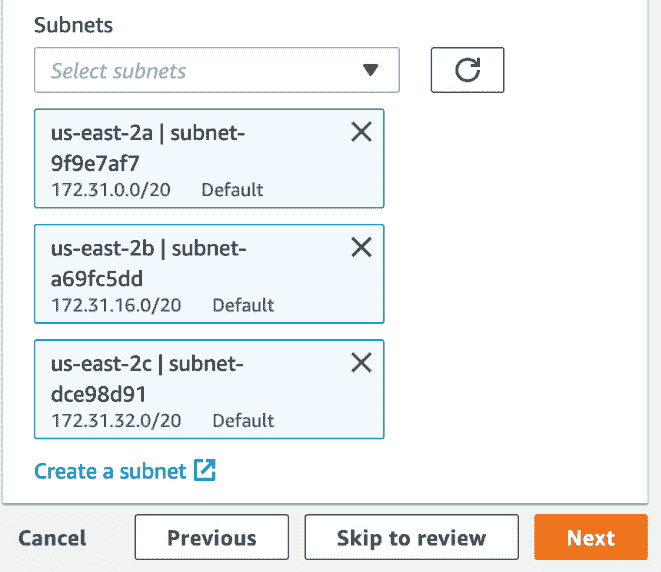 Subnets
Select subnets
us-east-2a | subnet-
9f9e7af7
172.31.0.0/20 Default
us-east-2b | subnet-
a69fc5dd
172.31.16.0/20 Default
us-east-2c | subnet-
dce98d91
172.31.32.0/20 Default
Create a subnet
Cancel Previous Skip to review Next